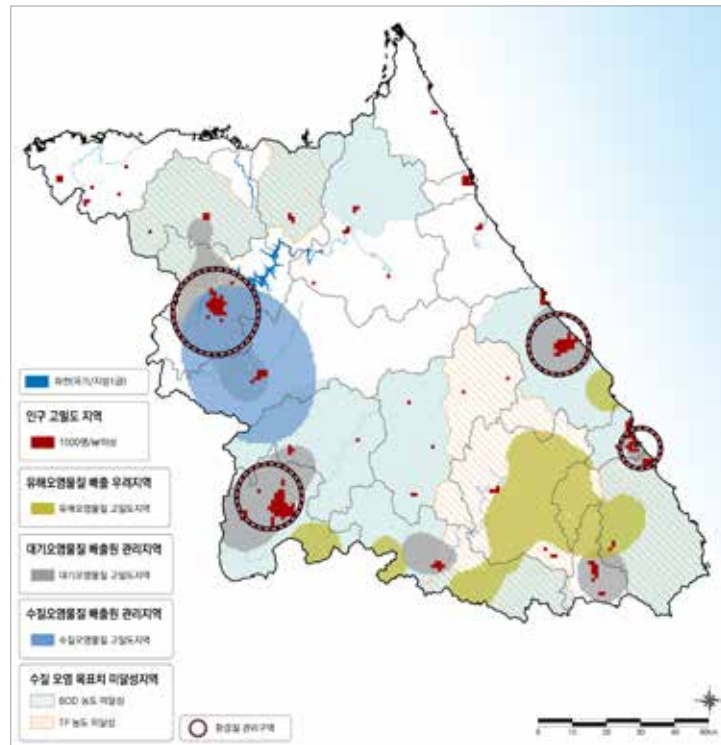 하천(국가/지방1급)
인구 고밀도 지역
1000명/㎢이상
유해오염물질 배출 우려지역
유해오염물질 고밀도지역
대기오염물질 배출원 관리지역
대기오염물질 고밀도지역
수질오염물질 배출원 관리지역
수질오염물질 고밀도지역
수질 오염 목표치 미달성지역
BOD 농도 미달성
TP 농도 미달성
환경질 관리구역
0 10 20 30 40